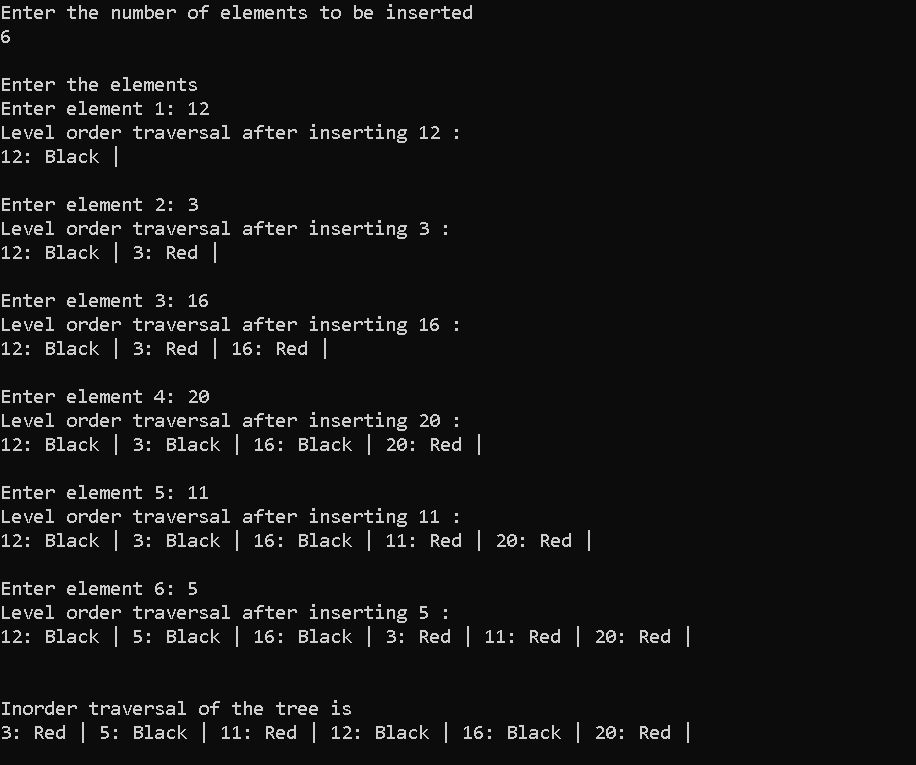 Enter the number of elements to be inserted
6
Enter the elements
Enter element 1: 12
Level order traversal after inserting 12 :
12: Black |
Enter element 2: 3
Level order traversal after inserting 3 :
12: Black | 3: Red |
Enter element 3: 16
Level order traversal after inserting 16 :
12: Black | 3: Red | 16: Red |
Enter element 4: 20
Level order traversal after inserting 20 :
12: Black | 3: Black | 16: Black | 20: Red |
Enter element 5: 11
Level order traversal after inserting 11 :
12: Black | 3: Black | 16: Black | 11: Red | 20: Red |
Enter element 6: 5
Level order traversal after inserting 5 :
12: Black | 5: Black | 16: Black | 3: Red | 11: Red | 20: Red |
Inorder traversal of the tree is
3: Red | 5: Black | 11: Red | 12: Black | 16: Black | 20: Red |